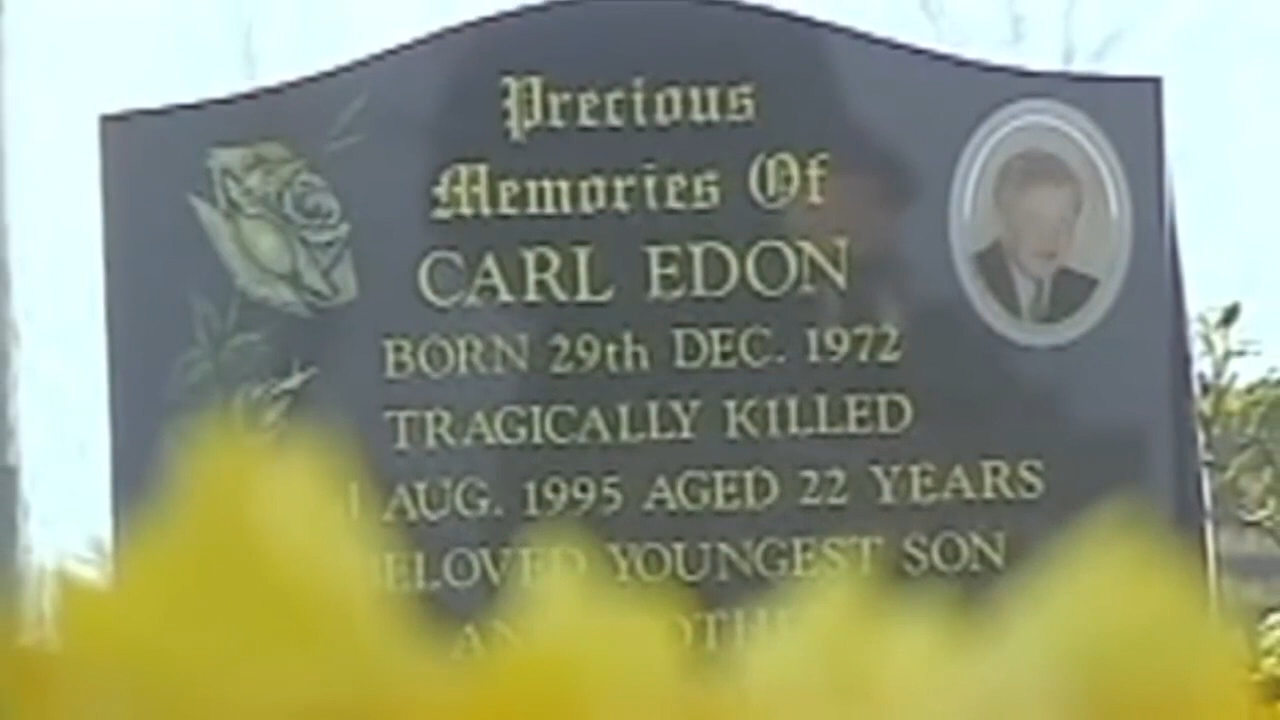 Precious
Memories Of
CARL EDON
BORN 29th DEC. 1972
TRAGICALLY KILLED
AUG. 1995 AGED 22 YEARS
YOUNGEST SON